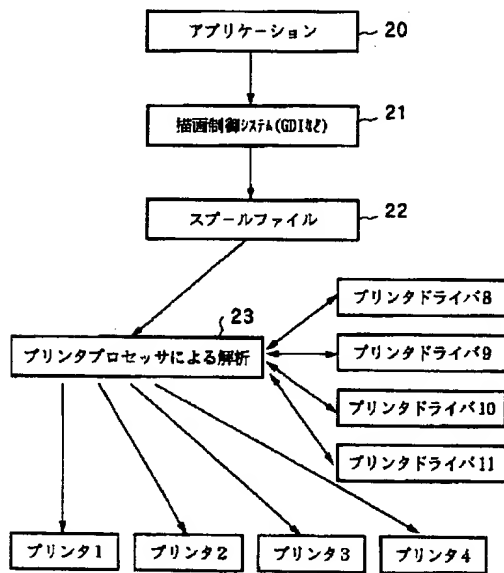 アプリケーション
20
描画制御システム(GDIなど)
21
スプールファイル
22
23
プリンタプロセッサによる解析
プリンタドライバ8
プリンタドライバ9
プリンタドライバ10
プリンタドライバ11
プリンタ1
プリンタ2
プリンタ3
プリンタ4